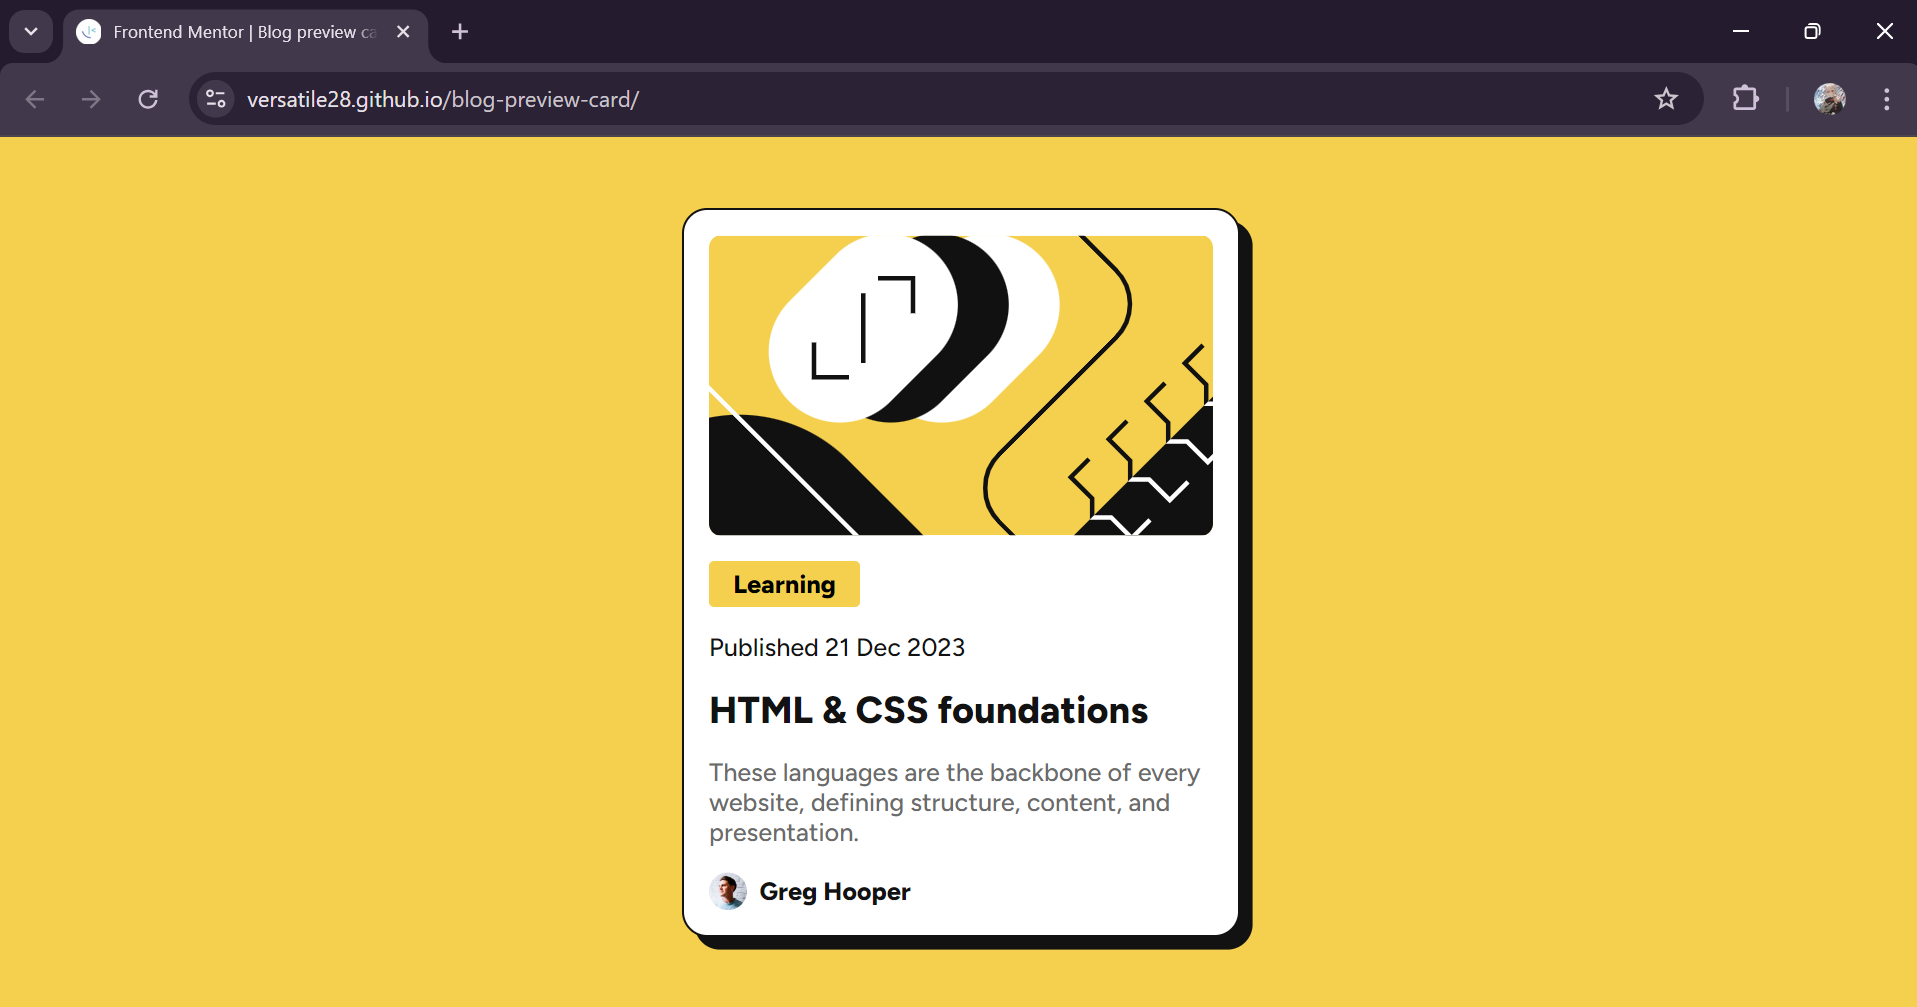 Frontend Mentor | Blog preview ca
versatile28.github.io/blog-preview-card/
Learning
Published 21 Dec 2023
HTML & CSS foundations
These languages are the backbone of every
website, defining structure, content, and
presentation.
Greg Hooper